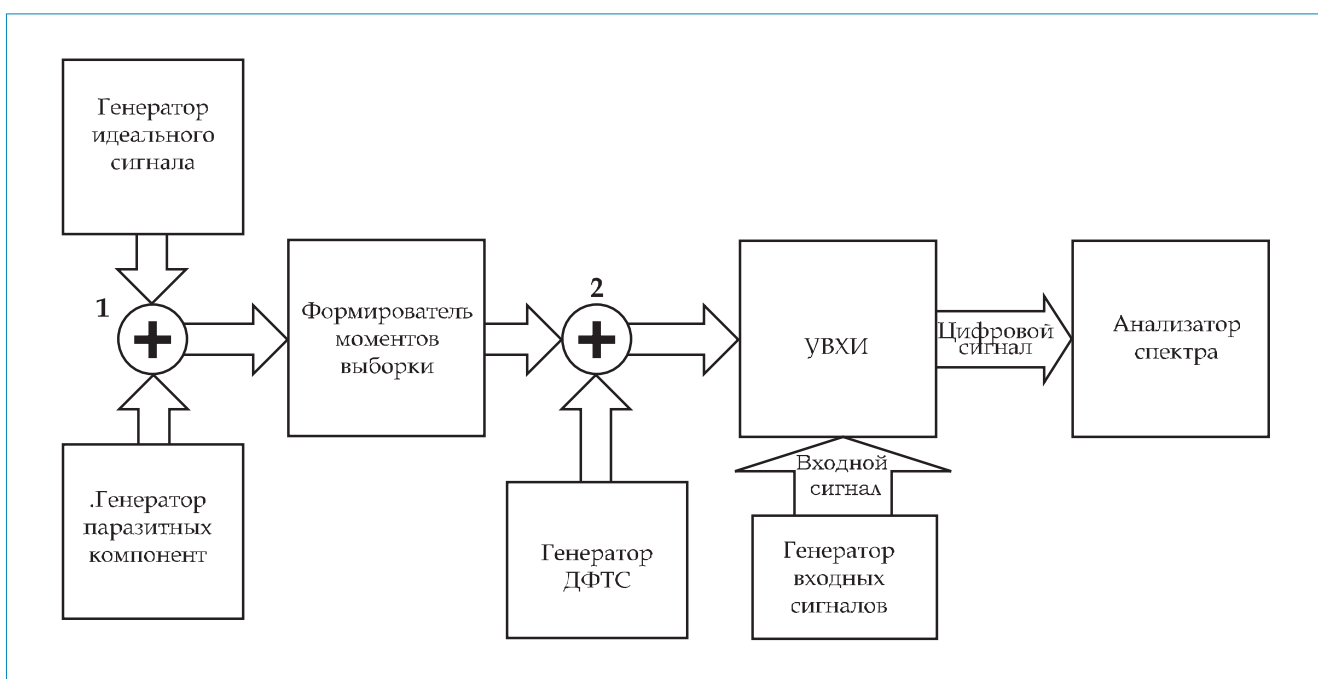 Генератор
идеального
сигнала
1
.Генератор
паразитных
компонент
Формирователь
моментов
выборки
2
Генератор
ДФТС
УВХИ
Входной
сигнал
Генератор
входных
сигналов
Цифровой
сигнал
Анализатор
спектра